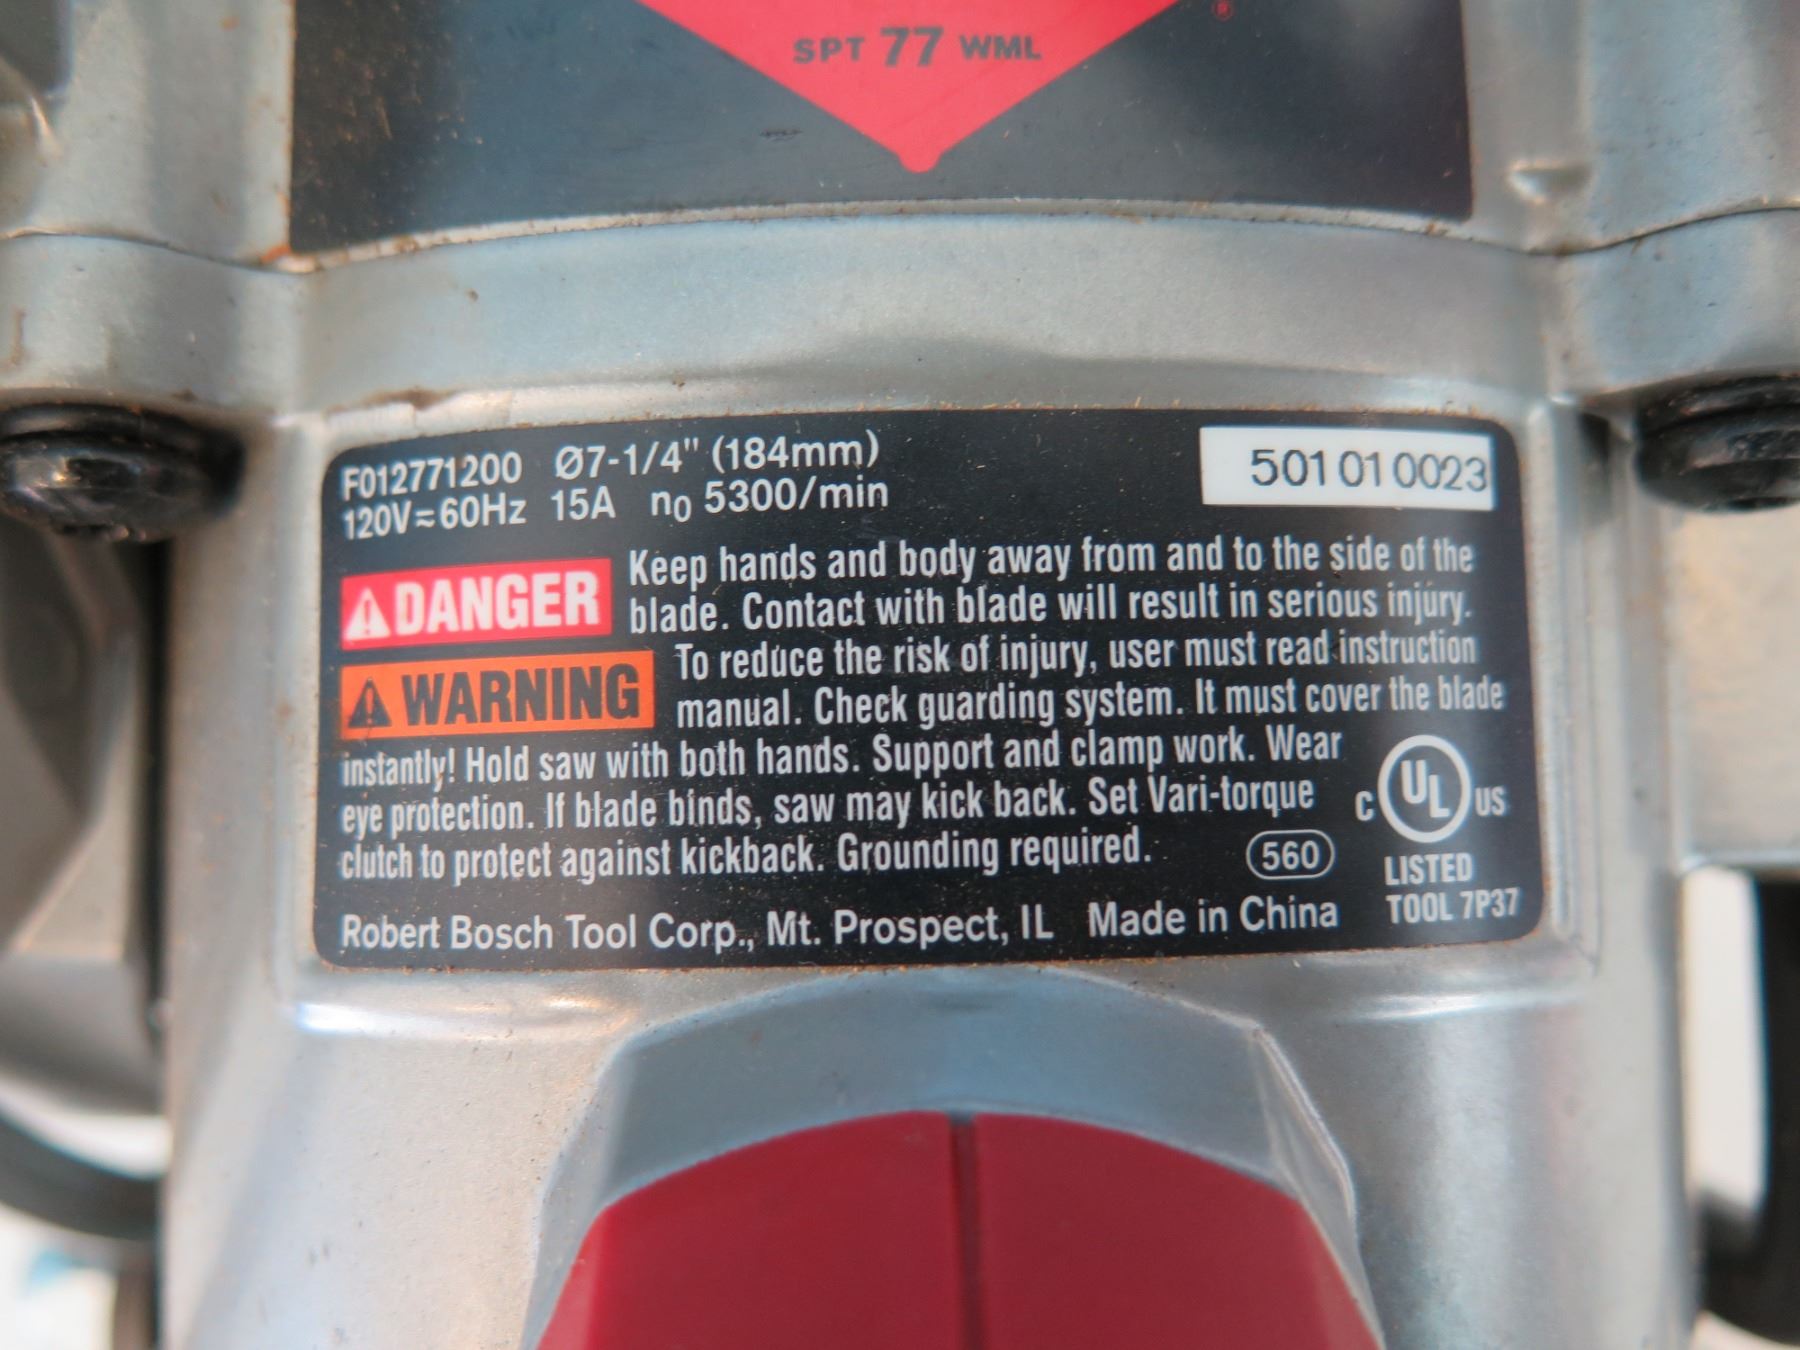 SPT 77 WML
®
F012771200 Ø7-1/4" (184mm)
120V≂60Hz 15A n0 5300/min
501010023
DANGER Keep hands and body away from and to the side of the
blade. Contact with blade will result in serious injury.
WARNING To reduce the risk of injury, user must read instruction
manual. Check guarding system. It must cover the blade
instantly! Hold saw with both hands. Support and clamp work. Wear
eye protection. If blade binds, saw may kick back. Set Vari-torque
clutch to protect against kickback. Grounding required.
560
C UL US
LISTED
TOOL 7P37
Robert Bosch Tool Corp., Mt. Prospect, IL Made in China